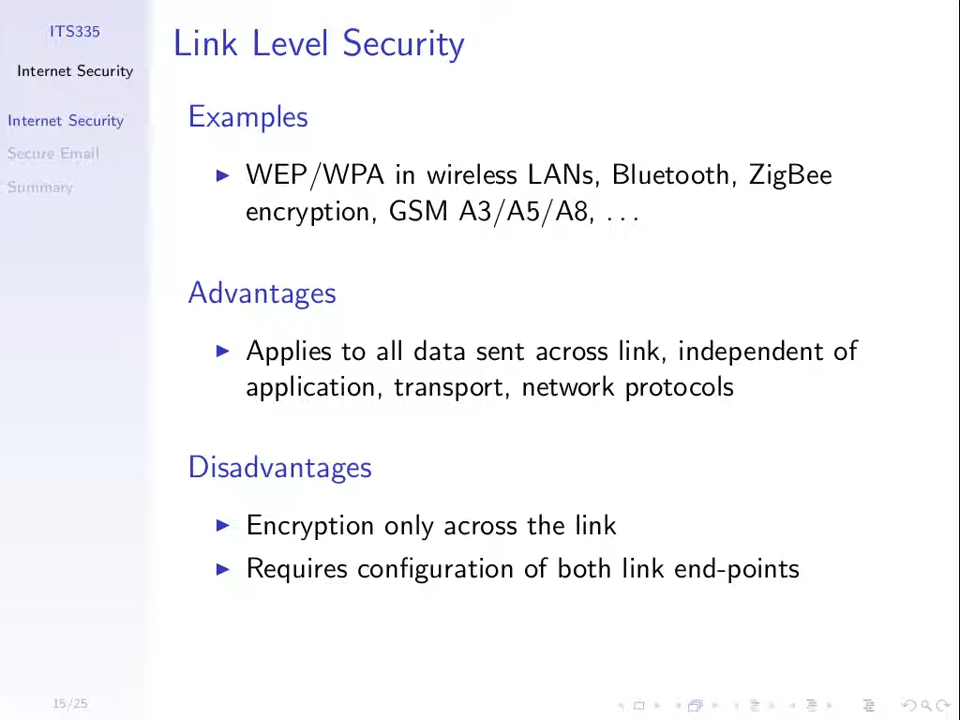 ITS335
Internet Security
Internet Security
Secure Email
Summary
Link Level Security
Examples
WEP/WPA in wireless LANs, Bluetooth, ZigBee
encryption, GSM A3/A5/A8, . . .
Advantages
Applies to all data sent across link, independent of
application, transport, network protocols
Disadvantages
Encryption only across the link
Requires configuration of both link end-points
15/25